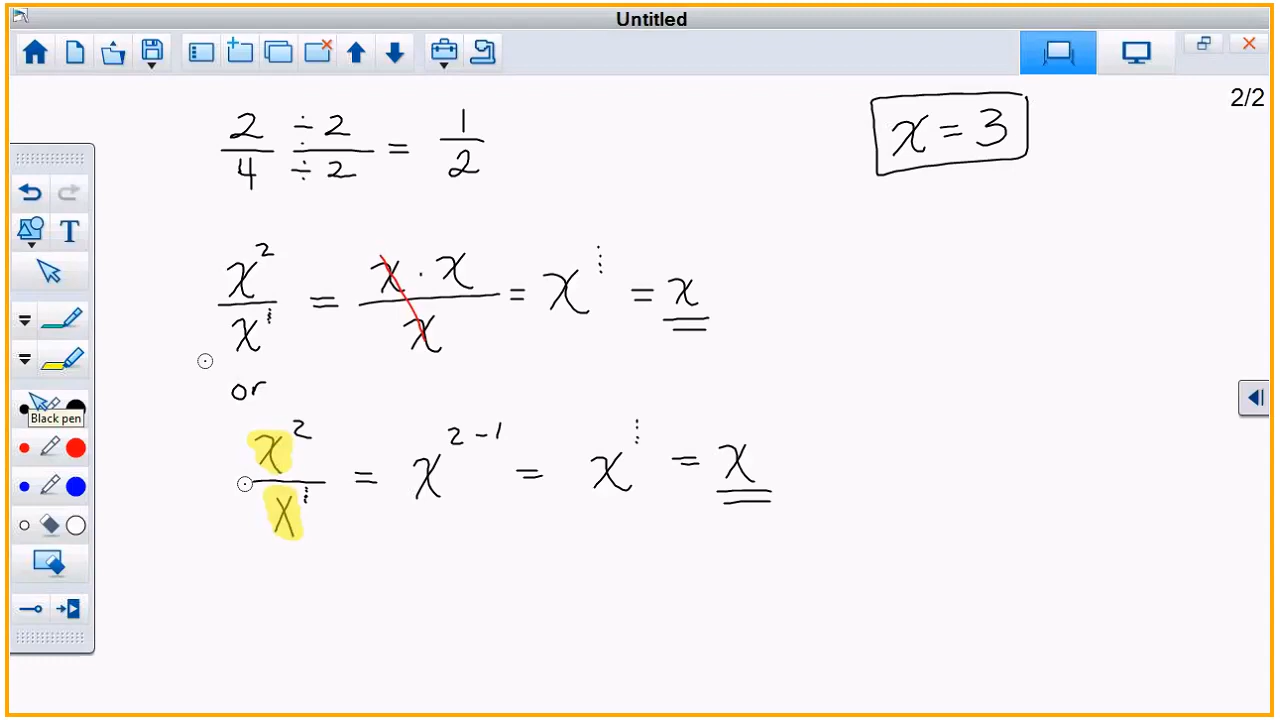 Untitled
2/2
2/4 ÷2/÷2 = 1/2
x = 3
x²/x¹ = x · x/x = x¹ = x
or
Black pen
x²/x¹ = x²⁻¹ = x¹ = x
T